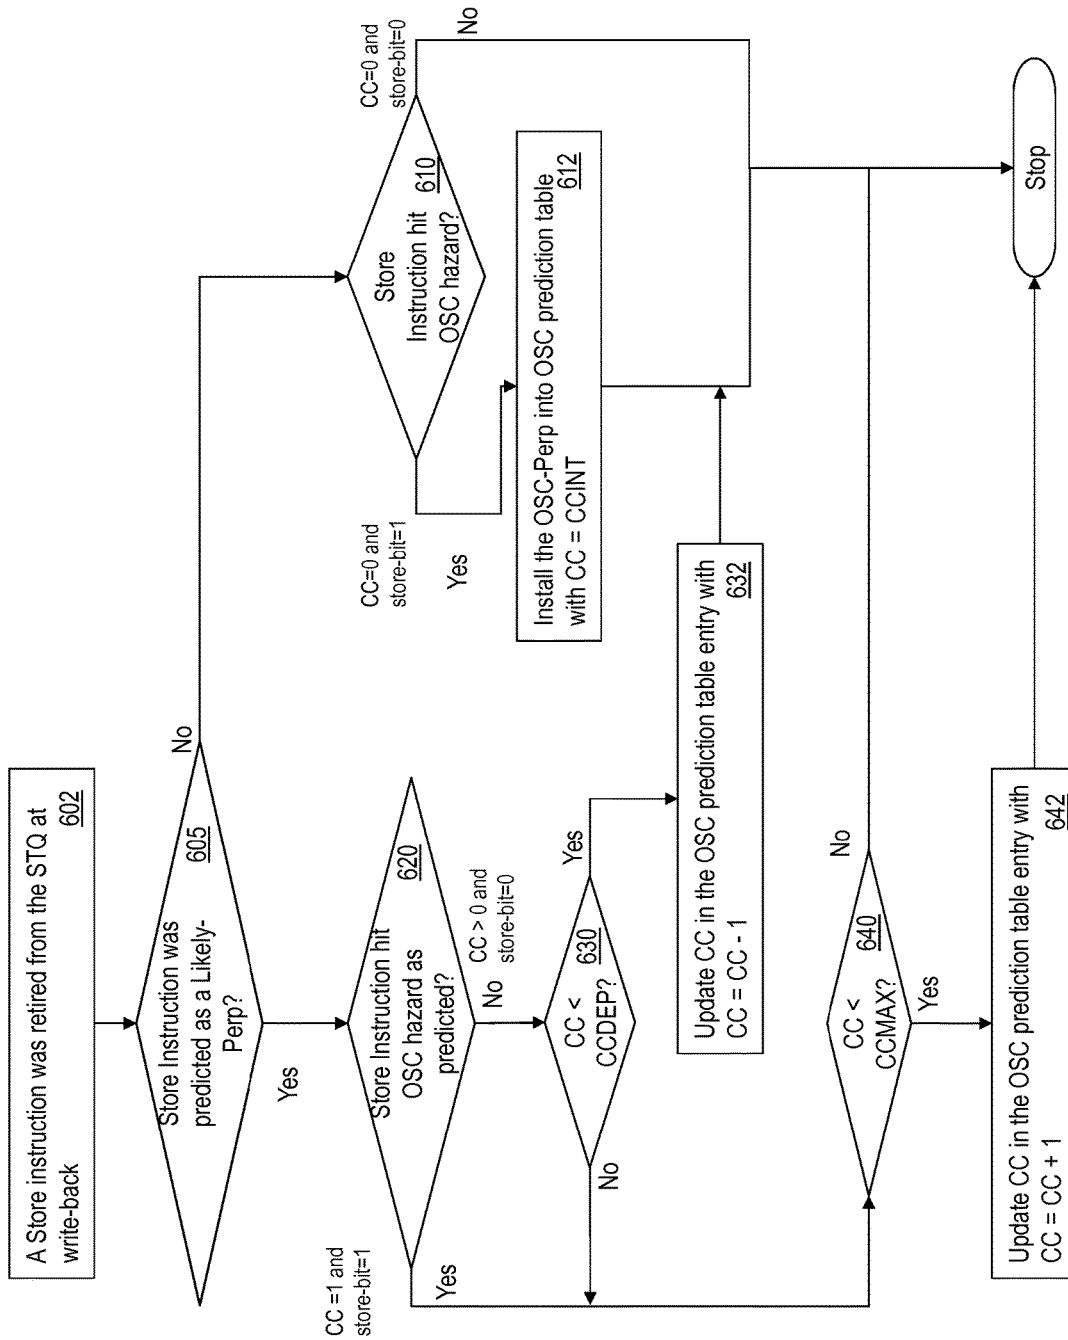 A Store instruction was retired from the STQ at
write-back
602
Store Instruction was
predicted as a Likely-
Perp?
605
No
Yes
CC=0 and
store-bit=0
No
Store
Instruction hit
OSC hazard?
610
CC=0 and
store-bit=1
Yes
Install the OSC-Perp into OSC prediction table
with CC = CCINT
612
CC =1 and
store-bit=1
Yes
Store Instruction hit
OSC hazard as
predicted?
620
No
CC > 0 and
store-bit=0
CC <
CCDEP?
630
Yes
No
Update CC in the OSC prediction table entry with
CC = CC - 1
632
CC <
CCMAX?
640
No
Yes
Update CC in the OSC prediction table entry with
CC = CC + 1
642
Stop